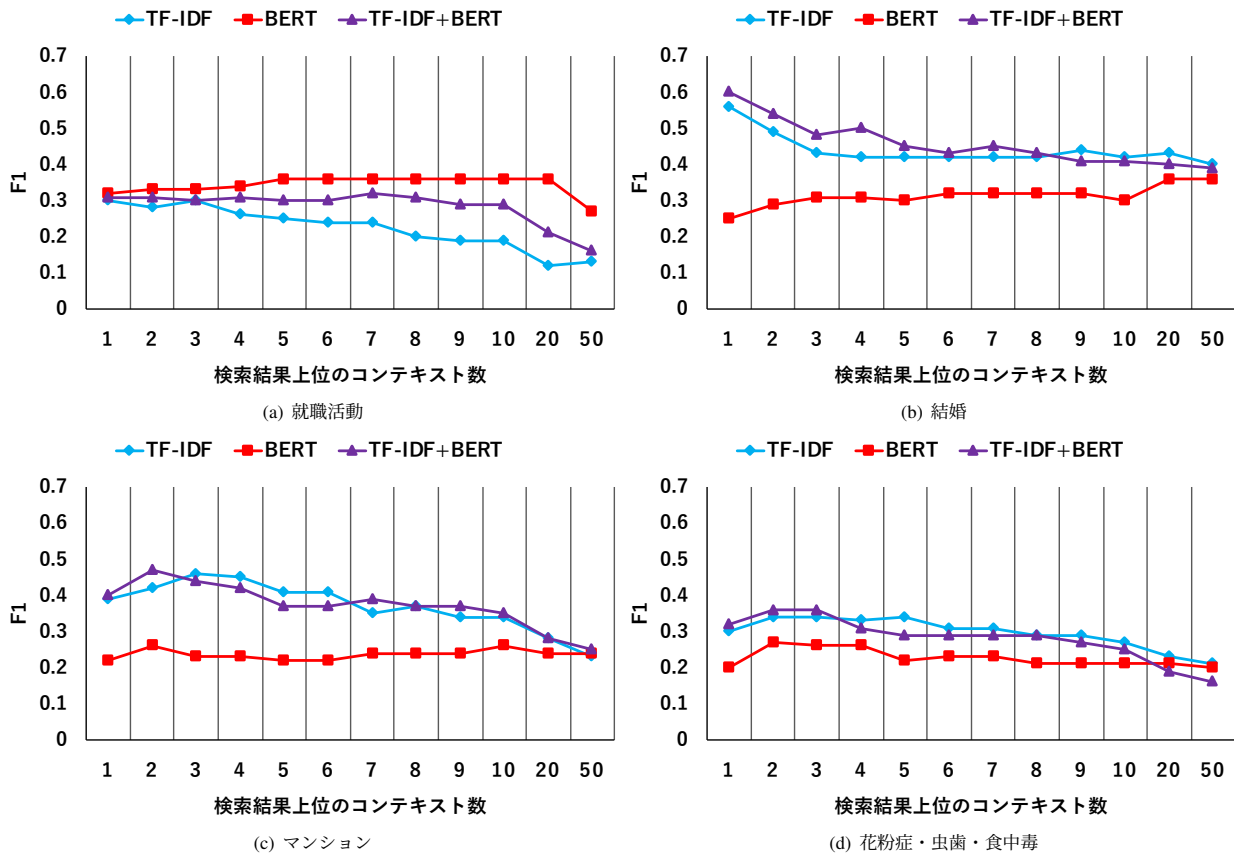 TF-IDF BERT TF-IDF+BERT
0.7
0.6
0.5
0.4
0.3
0.2
0.1
0
F1
1 2 3 4 5 6 7 8 9 10 20 50
検索結果上位のコンテキスト数
(a) 就職活動
TF-IDF BERT TF-IDF+BERT
0.7
0.6
0.5
0.4
0.3
0.2
0.1
0
F1
1 2 3 4 5 6 7 8 9 10 20 50
検索結果上位のコンテキスト数
(b) 結婚
TF-IDF BERT TF-IDF+BERT
0.7
0.6
0.5
0.4
0.3
0.2
0.1
0
F1
1 2 3 4 5 6 7 8 9 10 20 50
検索結果上位のコンテキスト数
(c) マンション
TF-IDF BERT TF-IDF+BERT
0.7
0.6
0.5
0.4
0.3
0.2
0.1
0
F1
1 2 3 4 5 6 7 8 9 10 20 50
検索結果上位のコンテキスト数
(d) 花粉症・虫歯・食中毒